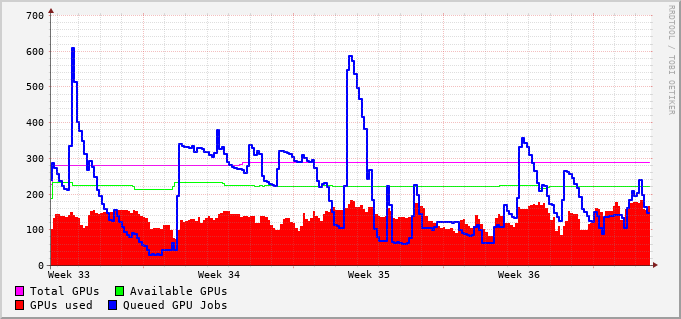 700
600
500
400
300
200
100
0
Week 33 Week 34 Week 35 Week 36
Total GPUs Available GPUs
GPUs used Queued GPU Jobs
RRDTOOL / TOBI OETIKER